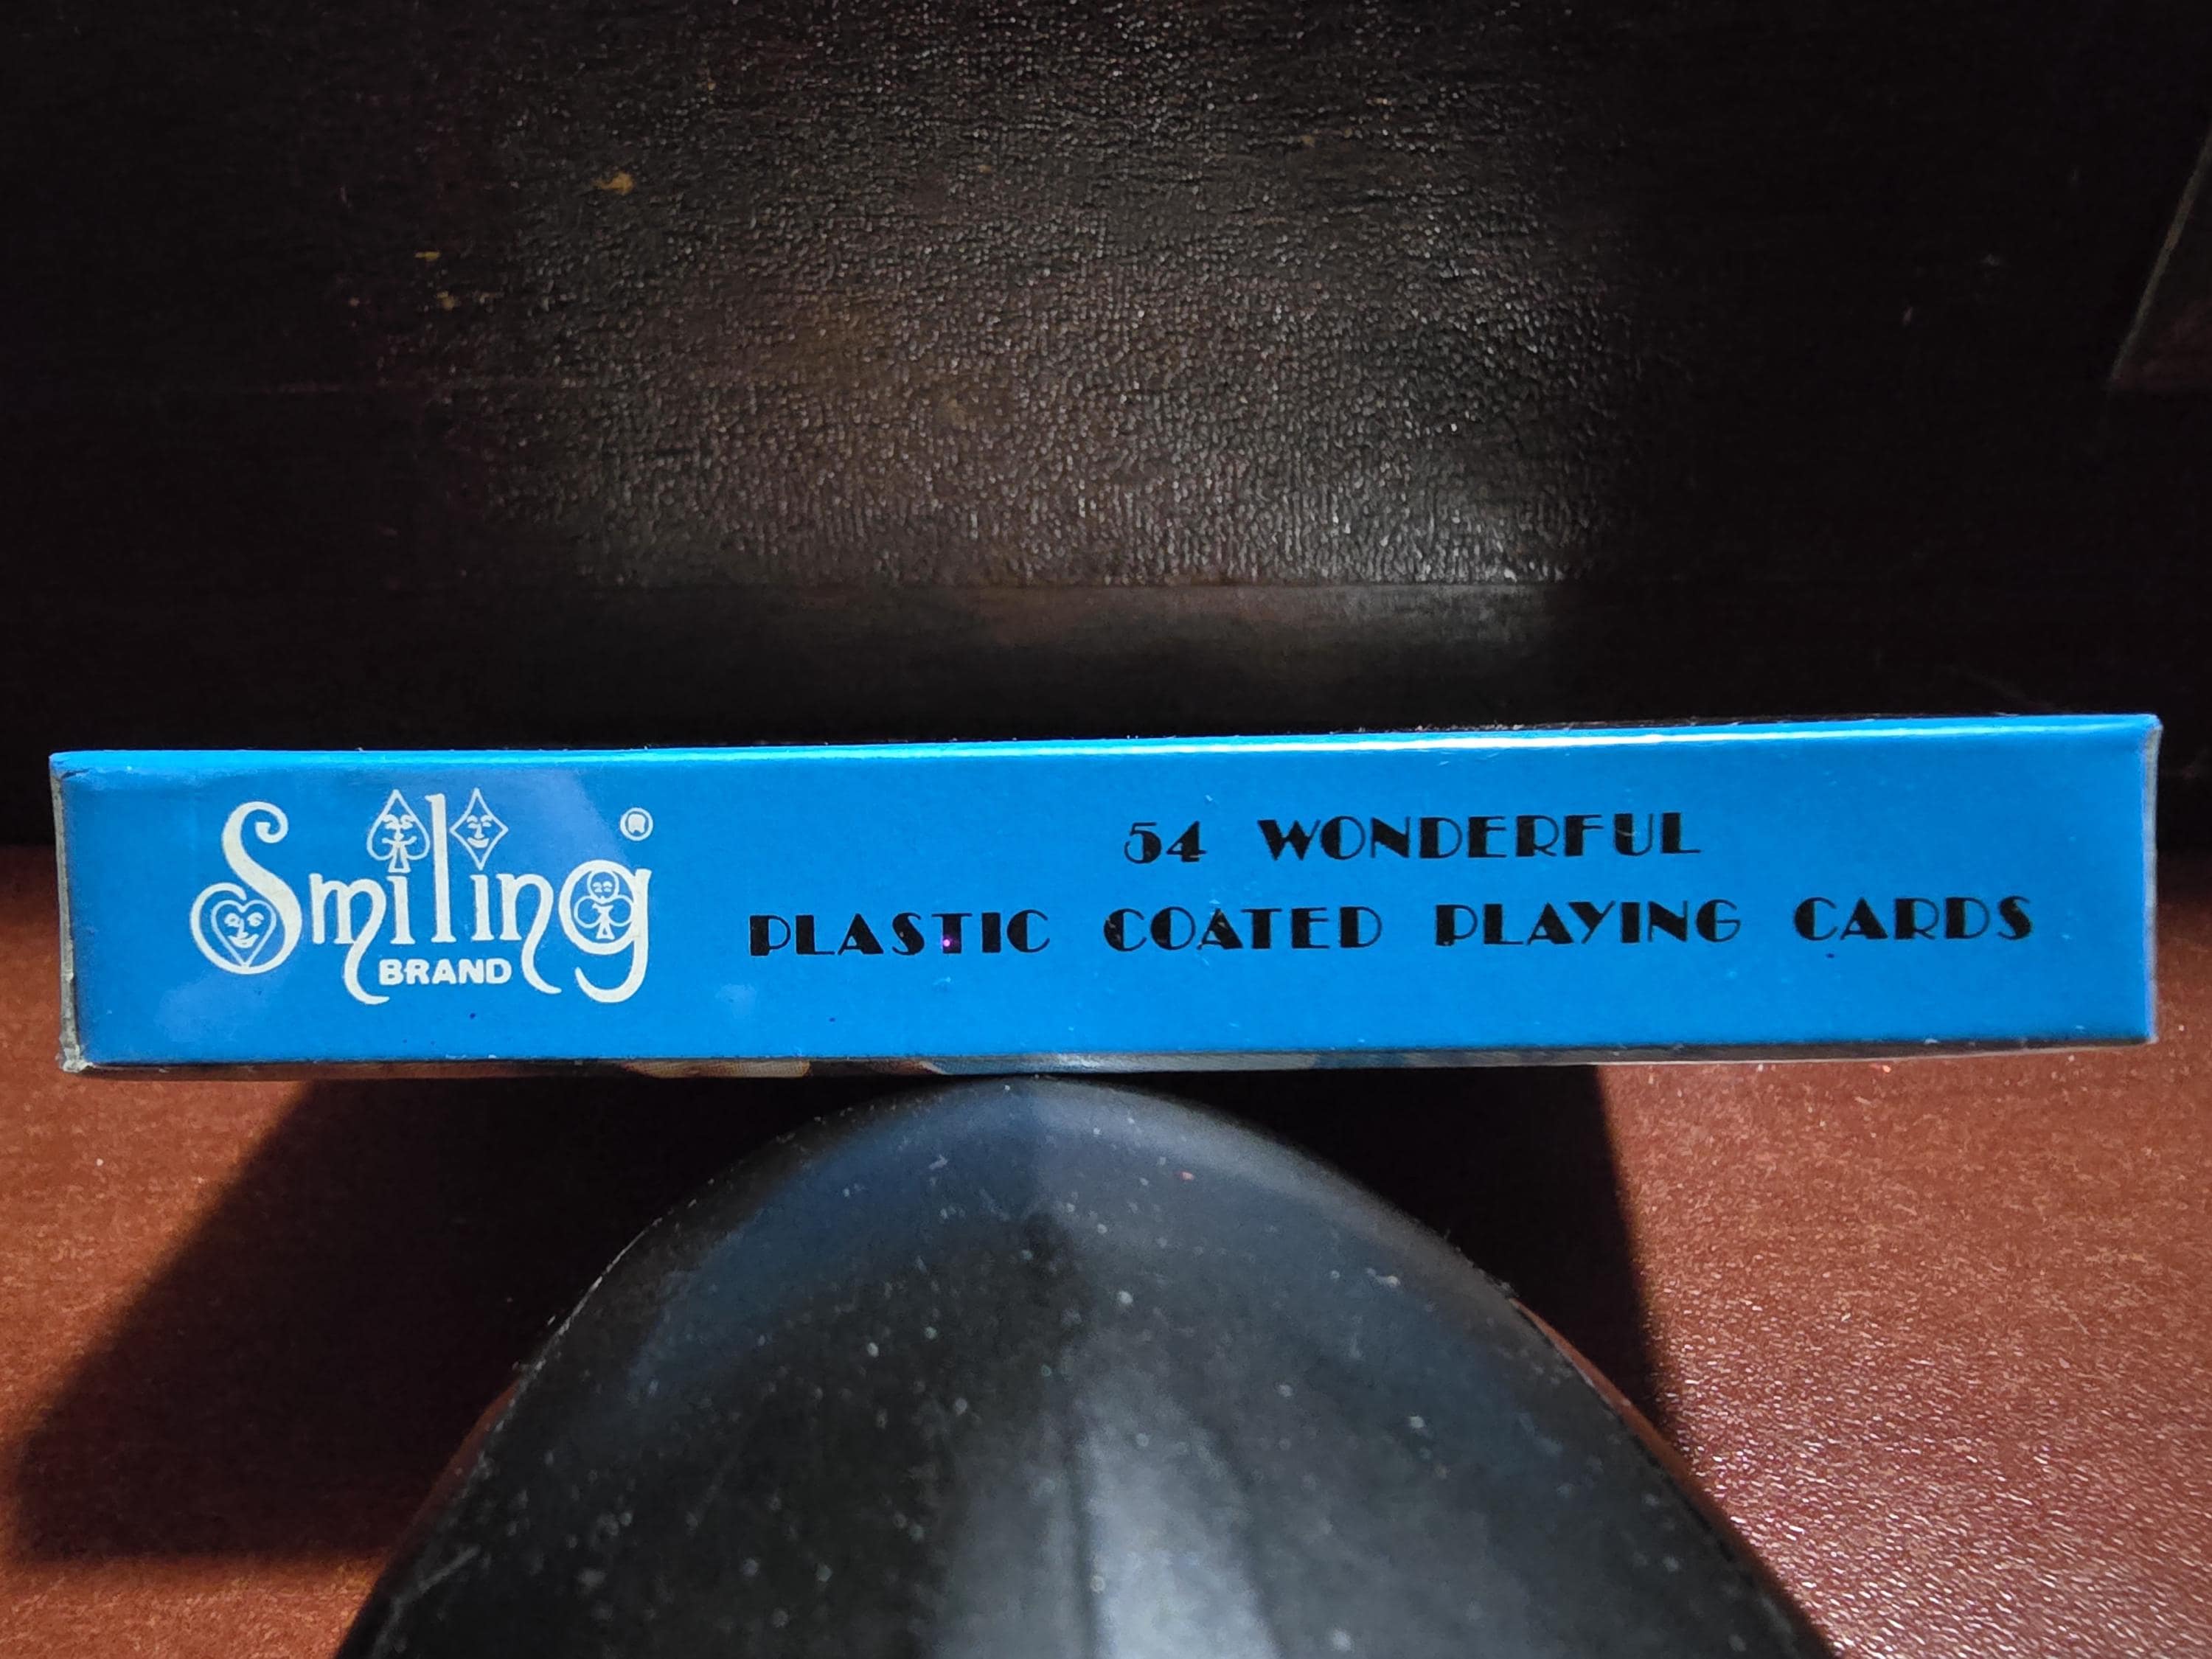 Smiling ®
BRAND
54 WONDERFUL
PLASTIC COATED PLAYING CARDS